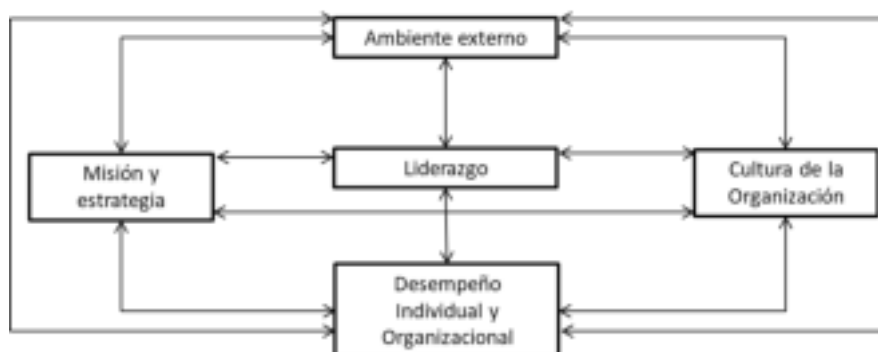 Ambiente externo
Misión y
estrategia
Liderazgo
Cultura de la
Organización
Desempeño
Individual y
Organizacional